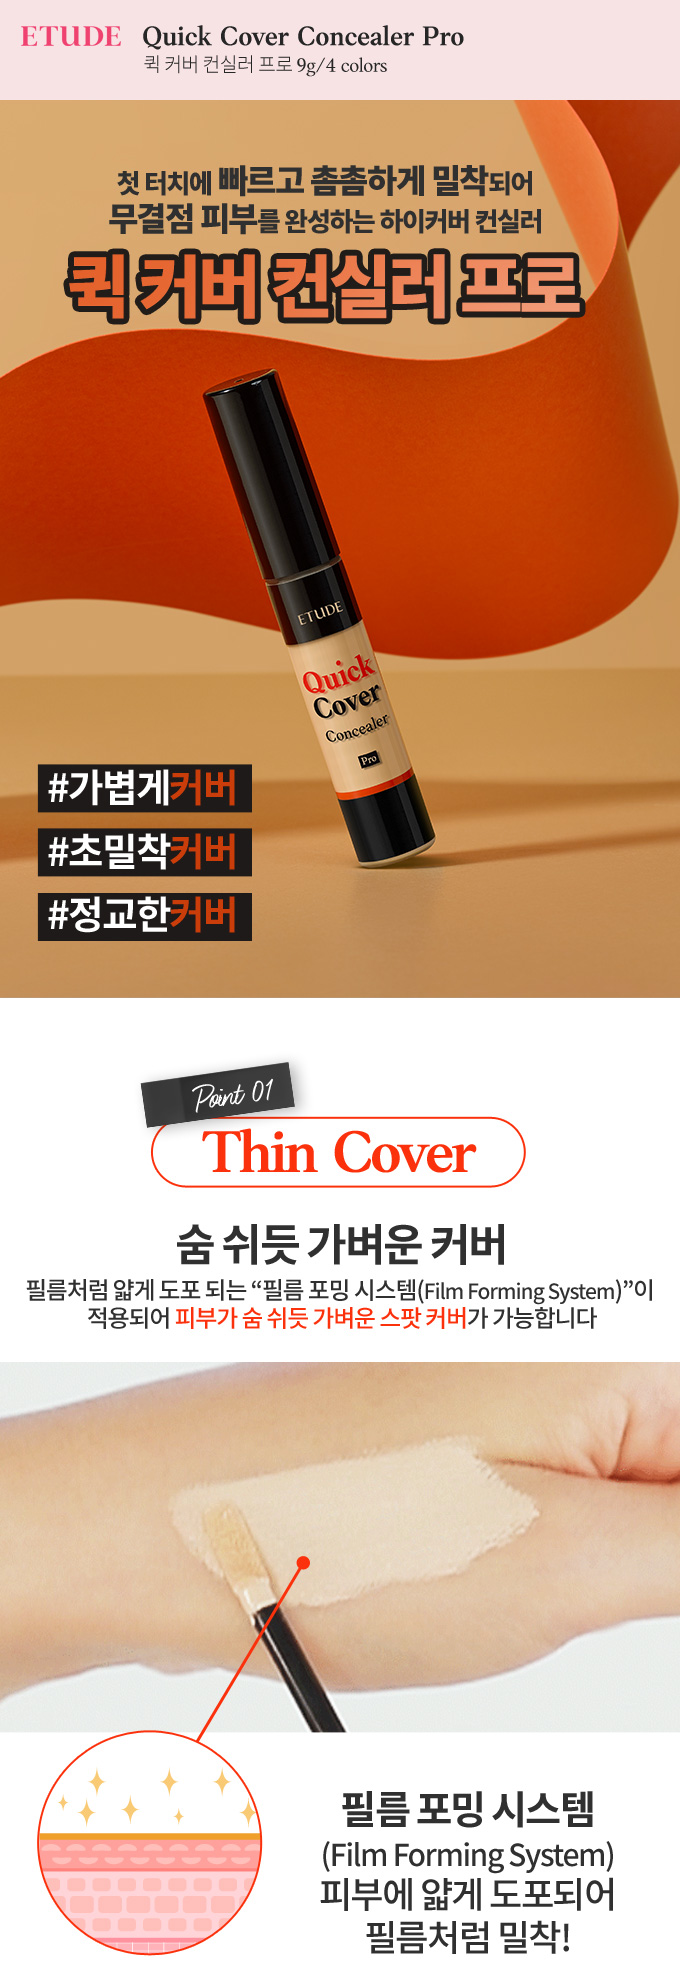 ETUDE Quick Cover Concealer Pro
퀵 커버 컨실러 프로 9g/4 colors
첫 터치에 빠르고 촘촘하게 밀착되어
무결점 피부를 완성하는 하이커버 컨실러
퀵 커버 컨실러 프로
ETUDE
Quick
Cover
Concealer
Pro
#가볍게커버
#초밀착커버
#정교한커버
Point 01
Thin Cover
숨 쉬듯 가벼운 커버
필름처럼 얇게 도포 되는 “필름 포밍 시스템(Film Forming System)”이
적용되어 피부가 숨 쉬듯 가벼운 스팟 커버가 가능합니다
필름 포밍 시스템
(Film Forming System)
피부에 얇게 도포되어
필름처럼 밀착!